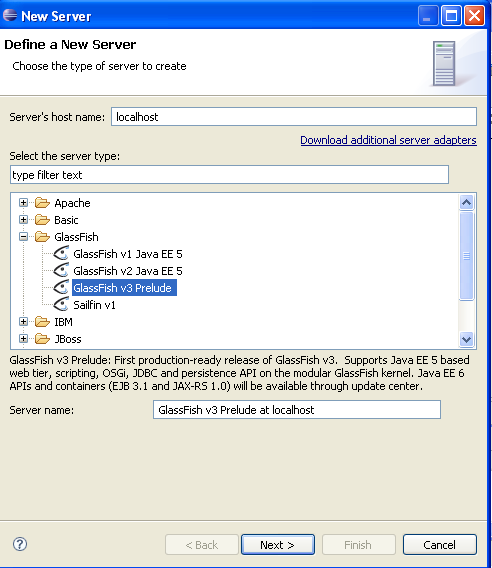 New Server
Define a New Server
Choose the type of server to create
Server's host name: localhost
Download additional server adapters
Select the server type:
type filter text
Apache
Basic
GlassFish
GlassFish v1 Java EE 5
GlassFish v2 Java EE 5
GlassFish v3 Prelude
Sailfin v1
IBM
JBoss
GlassFish v3 Prelude: First production-ready release of GlassFish v3. Supports Java EE 5 based
web tier, scripting, OSGi, JDBC and persistence API on the modular GlassFish kernel. Java EE 6
APIs and containers (EJB 3.1 and JAX-RS 1.0) will be available through update center.
Server name: GlassFish v3 Prelude at localhost
? < Back Next > Finish Cancel